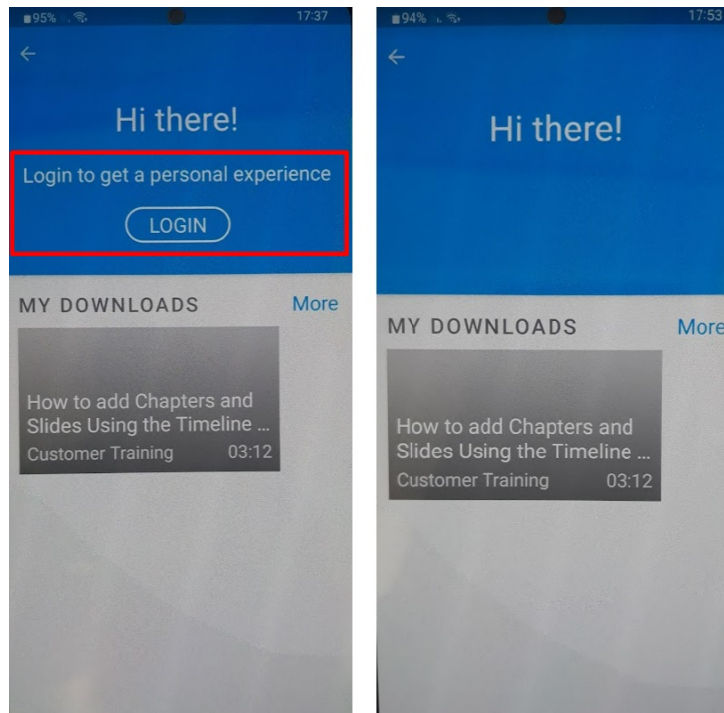 95% 17:37
Hi there!
Login to get a personal experience
LOGIN
MY DOWNLOADS More
How to add Chapters and
Slides Using the Timeline ...
Customer Training 03:12
94% 17:53
Hi there!
MY DOWNLOADS More
How to add Chapters and
Slides Using the Timeline ...
Customer Training 03:12